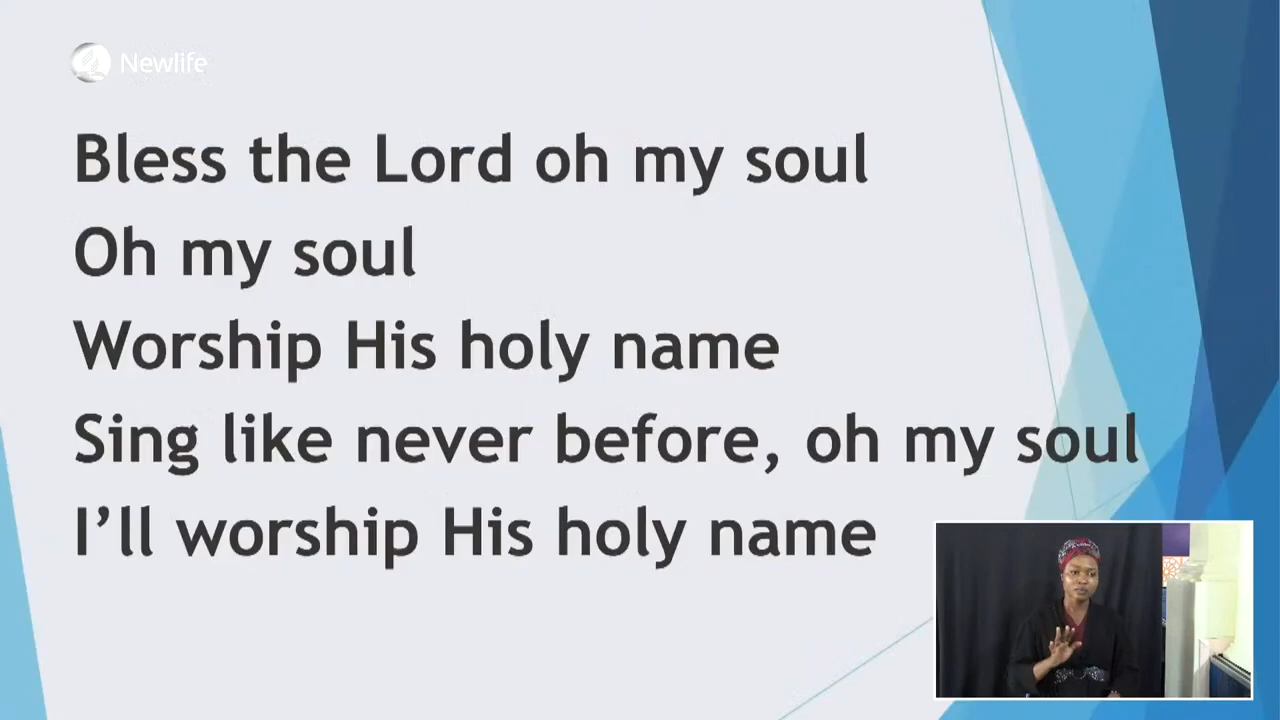 Newlife
Bless the Lord oh my soul
Oh my soul
Worship His holy name
Sing like never before, oh my soul
I’ll worship His holy name